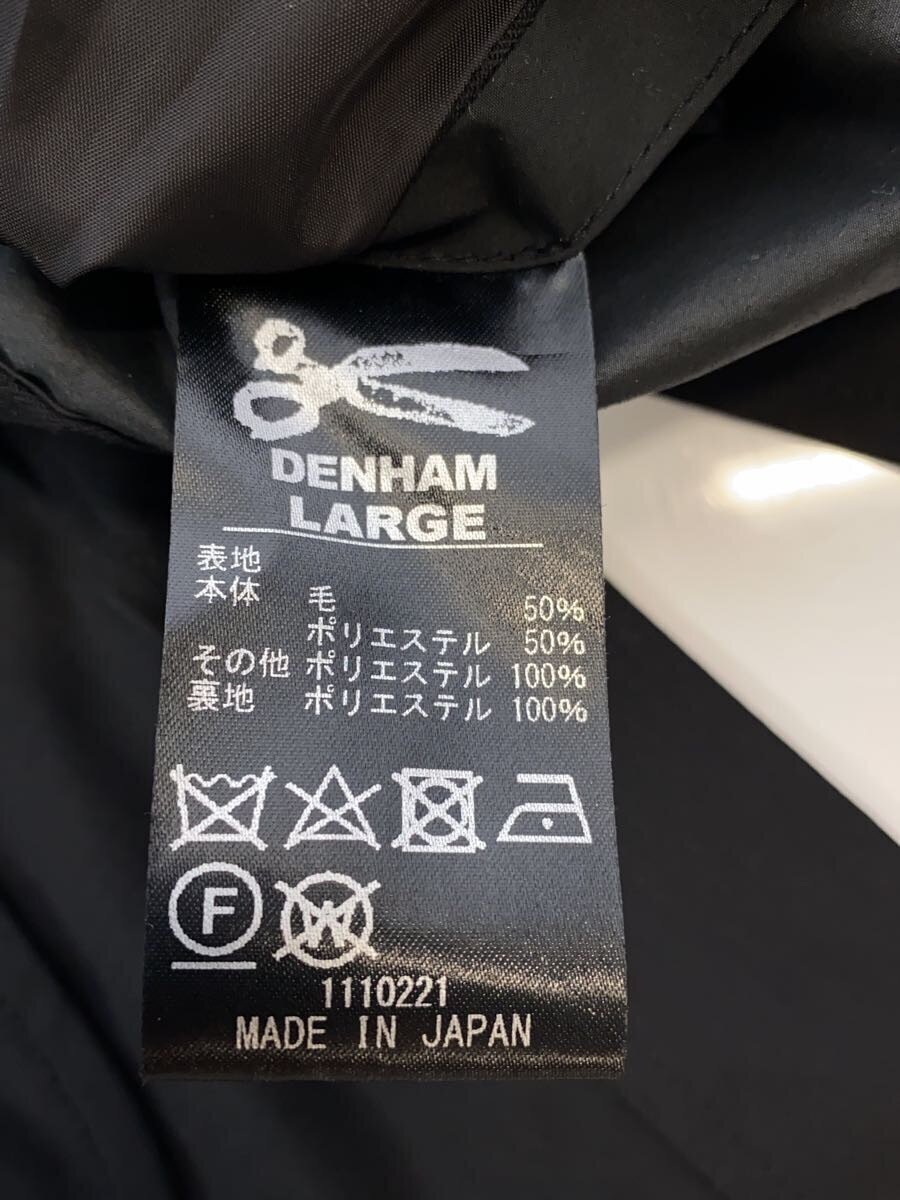 DENHAM
LARGE
表地
本体 毛 50%
ポリエステル 50%
その他 ポリエステル 100%
裏地 ポリエステル 100%
F W
1110221
MADE IN JAPAN